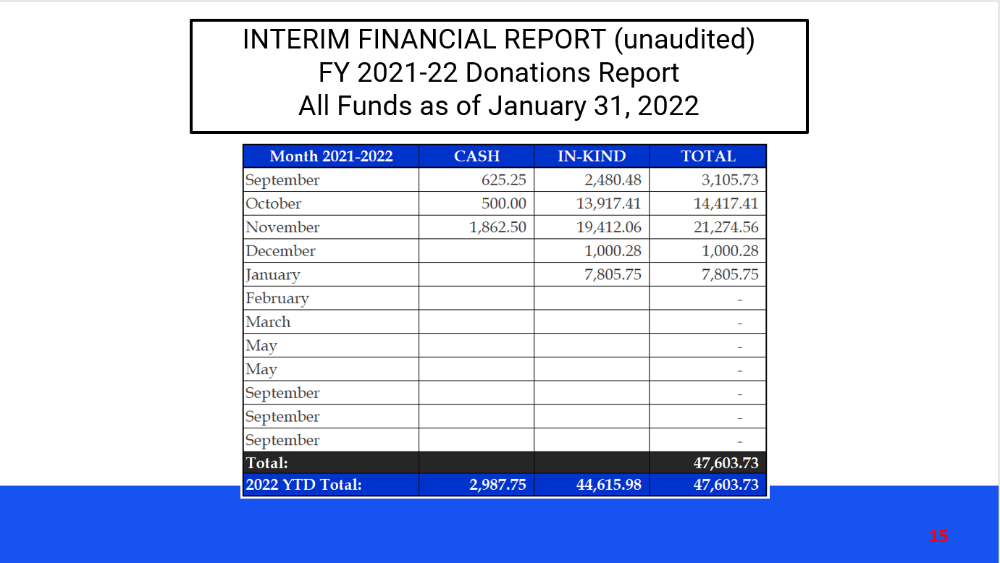 INTERIM FINANCIAL REPORT (unaudited)
FY 2021-22 Donations Report
All Funds as of January 31, 2022
Month 2021-2022 CASH IN-KIND TOTAL
September 625.25 2,480.48 3,105.73
October 500.00 13,917.41 14,417.41
November 1,862.50 19,412.06 21,274.56
December 1,000.28 1,000.28
January 7,805.75 7,805.75
February -
March -
May -
May -
September -
September -
September -
Total: 47,603.73
2022 YTD Total: 2,987.75 44,615.98 47,603.73
15